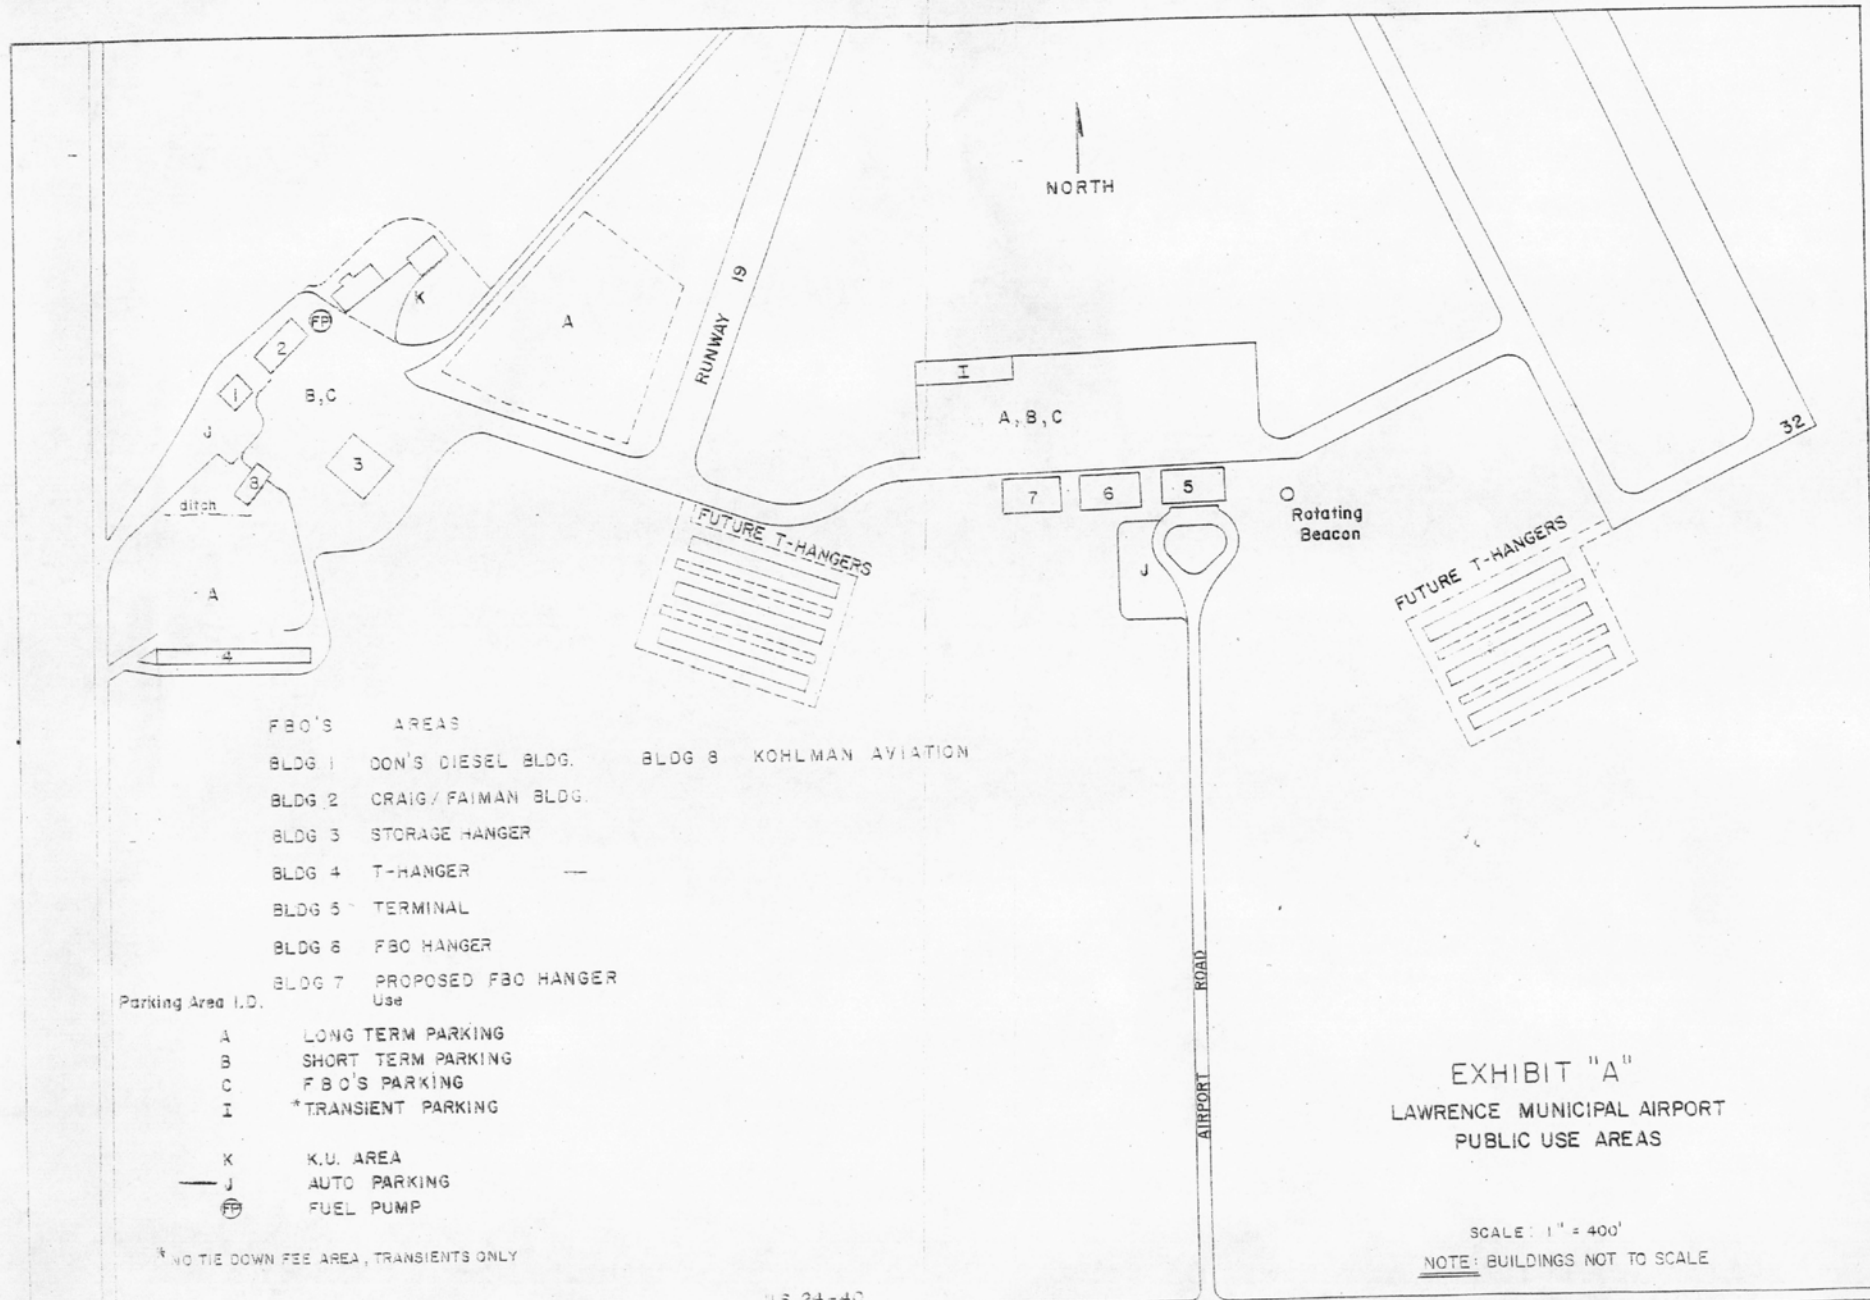 NORTH
K
FP
2
A
RUNWAY 19
1
B,C
I
J
A,B,C
32
3
8
7
6
5
ditch
Rotating
Beacon
FUTURE T-HANGERS
FUTURE T-HANGERS
J
A
4
FBO'S AREAS
BLDG 1 DON'S DIESEL BLDG. BLDG 8 KOHLMAN AVIATION
BLDG 2 CRAIG/FAIMAN BLDG.
BLDG 3 STORAGE HANGER
BLDG 4 T-HANGER —
BLDG 5 TERMINAL
BLDG 6 FBO HANGER
BLDG 7 PROPOSED FBO HANGER
Parking Area I.D. Use
A LONG TERM PARKING
B SHORT TERM PARKING
C FBO'S PARKING
I *TRANSIENT PARKING
K K.U. AREA
J AUTO PARKING
FP FUEL PUMP
* NO TIE DOWN FEE AREA, TRANSIENTS ONLY
AIRPORT ROAD
EXHIBIT "A"
LAWRENCE MUNICIPAL AIRPORT
PUBLIC USE AREAS
SCALE: 1" = 400'
NOTE: BUILDINGS NOT TO SCALE
24-40